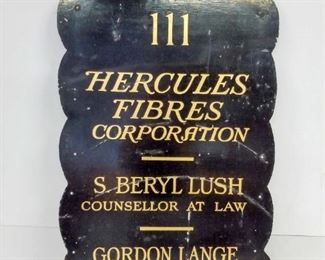 111
HERCULES
FIBRES
CORPORATION
S. BERYL LUSH
COUNSELLOR AT LAW
GORDON LANGE